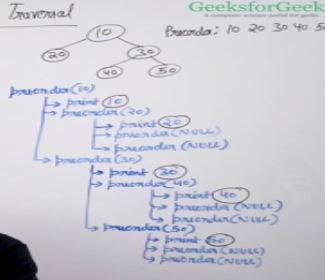 Traversal
GeeksforGeek
A computer science portal for geeks
Preorder: 10 20 30 40 50
10
20 30
40 50
preorder(10)
print 10
preorder(20)
print 20
preorder(NULL)
preorder(NULL)
preorder(30)
print 30
preorder(40)
print 40
preorder(NULL)
preorder(NULL)
preorder(50)
print 50
preorder(NULL)
preorder(NULL)